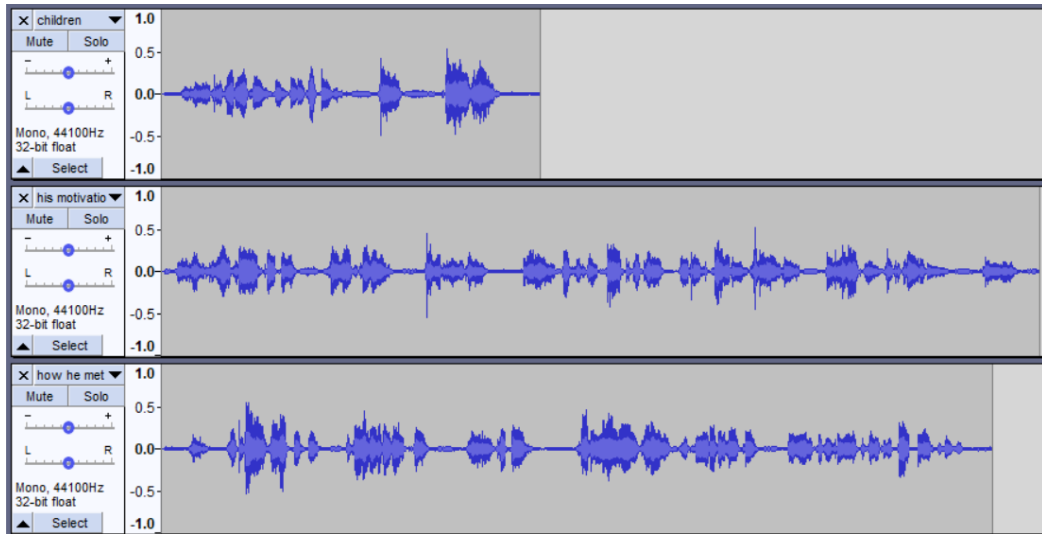 × children ▼
Mute Solo
- +
L R
Mono, 44100Hz
32-bit float
▲ Select
1.0
0.5-
0.0-
-0.5-
-1.0
× his motivatio ▼
Mute Solo
- +
L R
Mono, 44100Hz
32-bit float
▲ Select
1.0
0.5-
0.0-
-0.5-
-1.0
× how he met ▼
Mute Solo
- +
L R
Mono, 44100Hz
32-bit float
▲ Select
1.0
0.5-
0.0-
-0.5-
-1.0